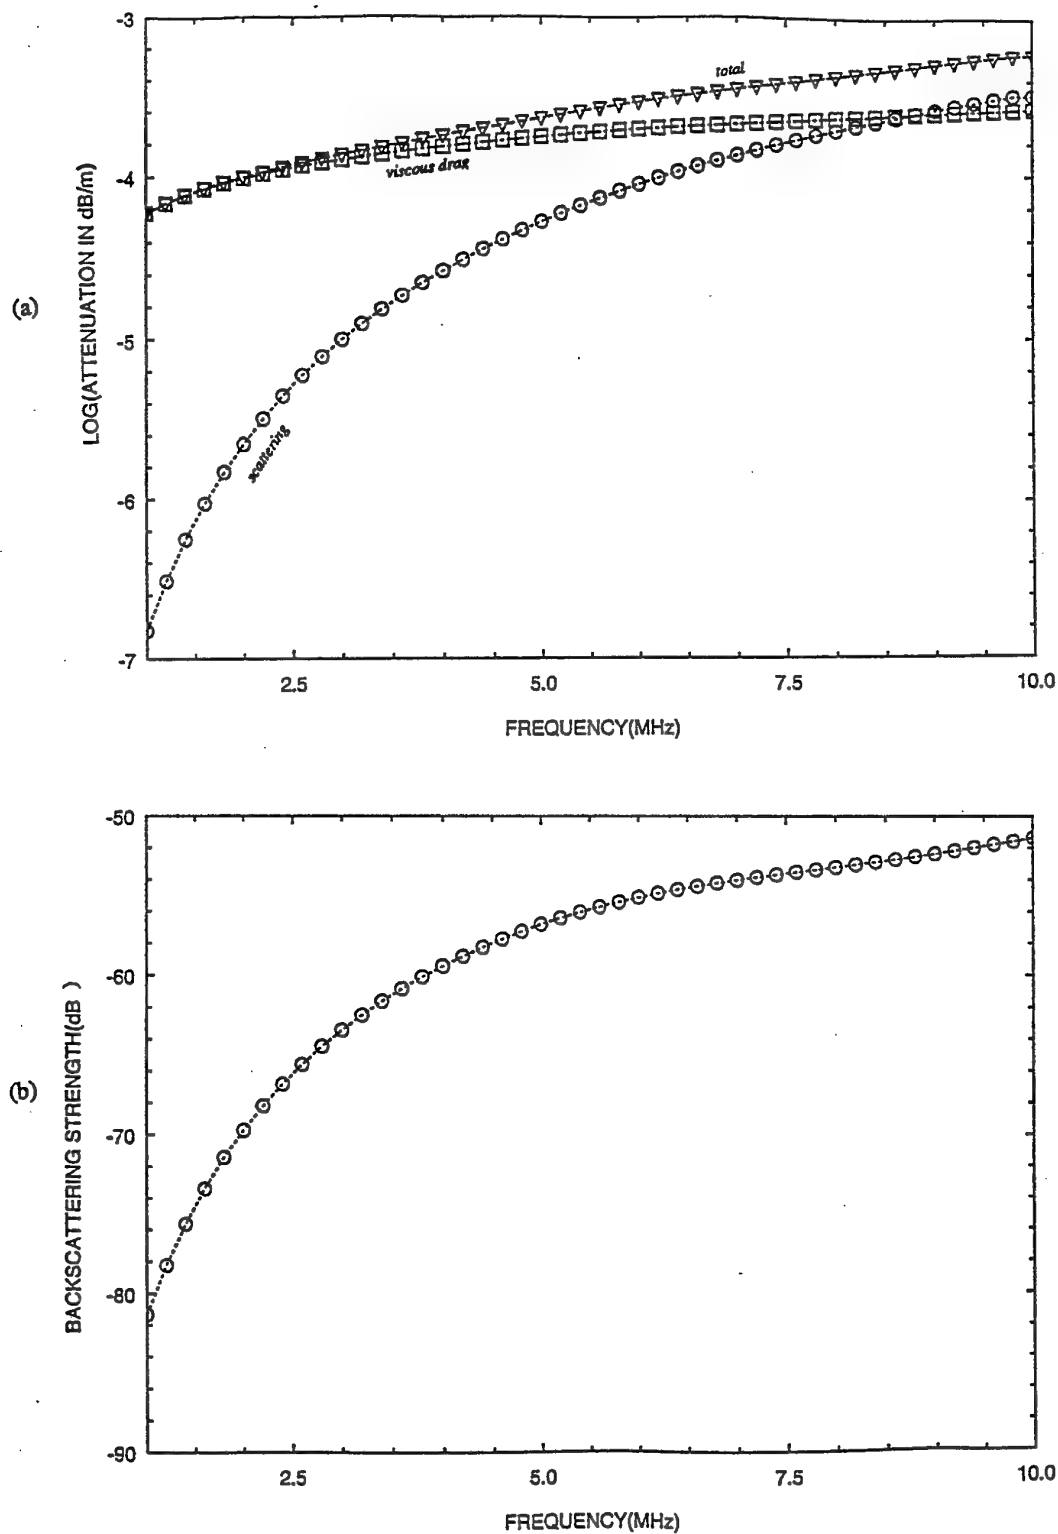 -3
total
viscous drag
-4
(a)
LOG(ATTENUATION IN dB/m)
-5
scattering
-6
-7
2.5
5.0
7.5
10.0
FREQUENCY(MHz)
-50
-60
(b)
BACKSCATTERING STRENGTH(dB )
-70
-80
-90
2.5
5.0
7.5
10.0
FREQUENCY(MHz)